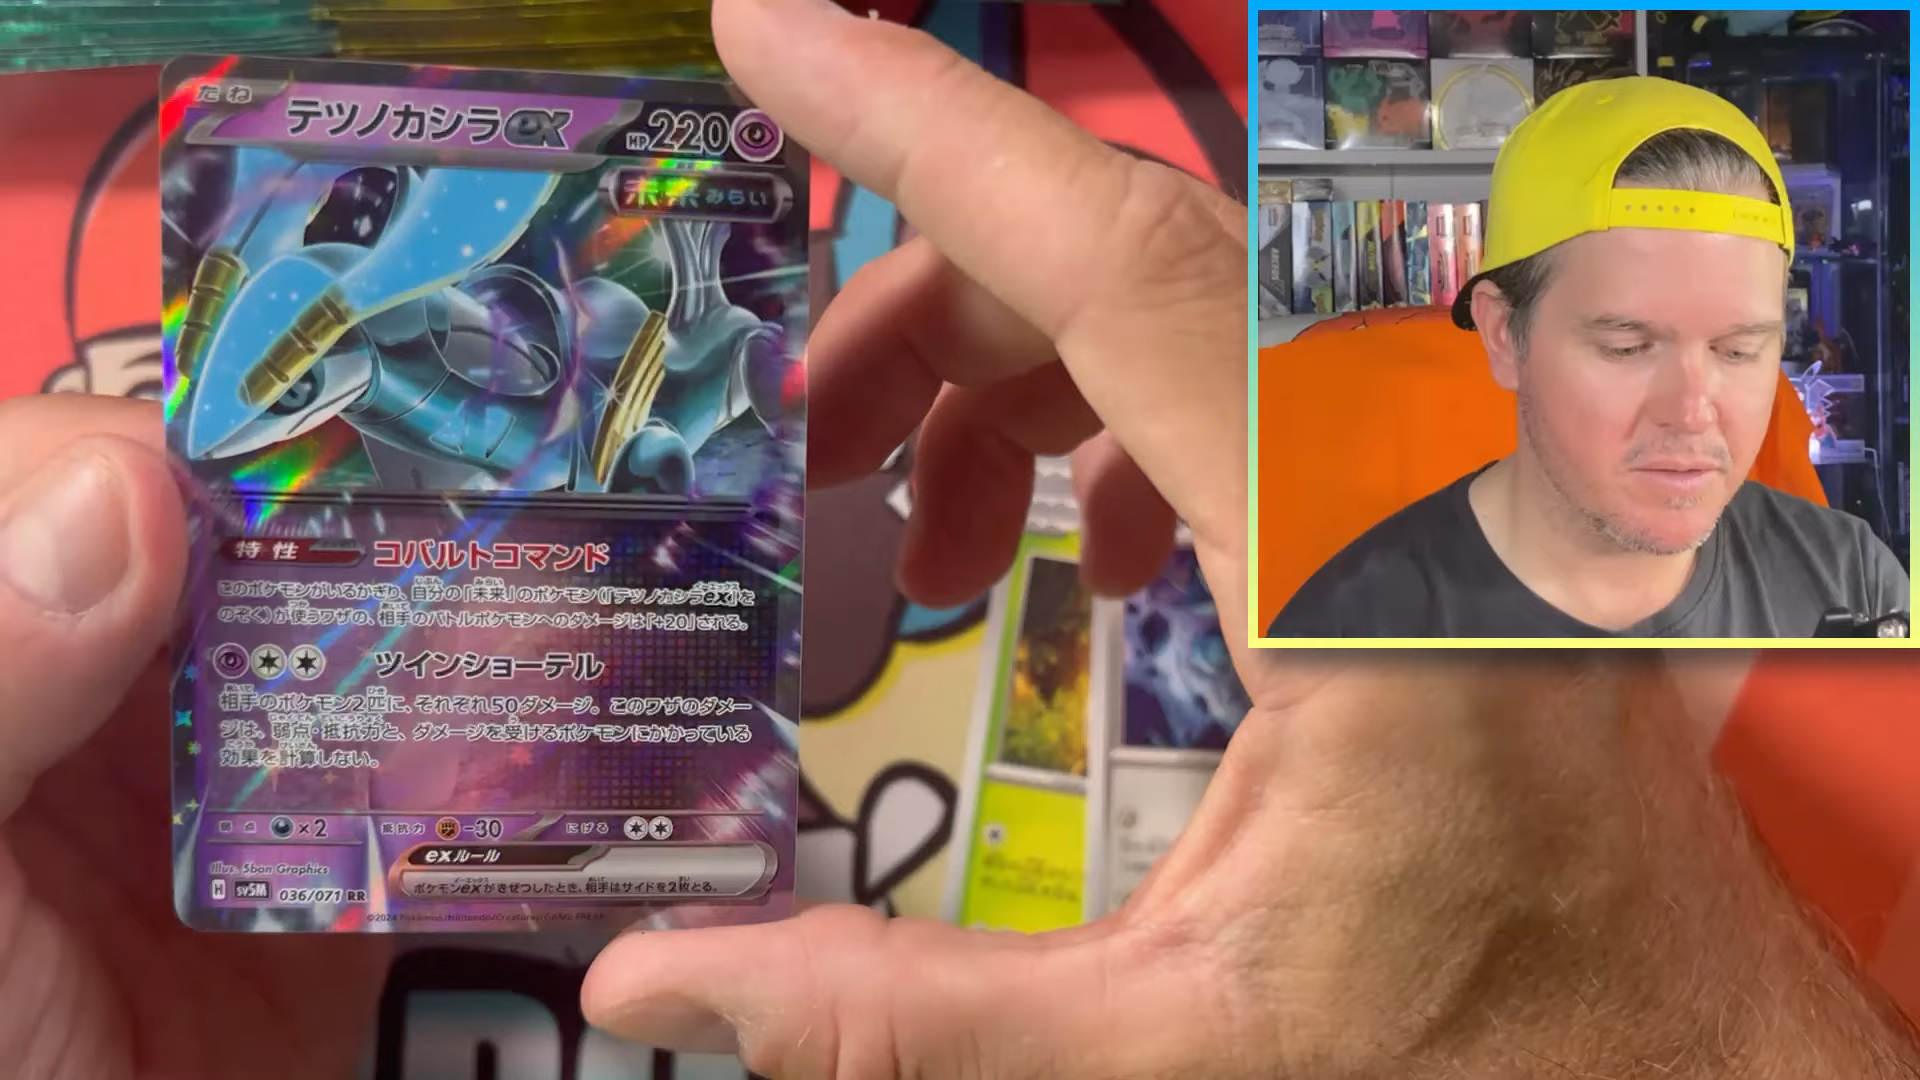 たね
テツノカシラex
HP 220
未来 みらい
特性
コバルトコマンド
このポケモンがいるかぎり、自分の「未来」のポケモン(「テツノカシラex」を
のぞく)が使うワザの、相手のバトルポケモンへのダメージは「+20」される。
ツインショーテル
相手のポケモン2匹に、それぞれ50ダメージ。このワザのダメー
ジは、弱点・抵抗力と、ダメージを受けるポケモンにかかっている
効果を計算しない。
弱点 ×2 抵抗力 -30 にげる
Illus. 5ban Graphics
H sv5M 036/071 RR
exルール
ポケモンexがきぜつしたとき、相手はサイドを2枚とる。
©2024 Pokémon/Nintendo/Creatures/GAME FREAK